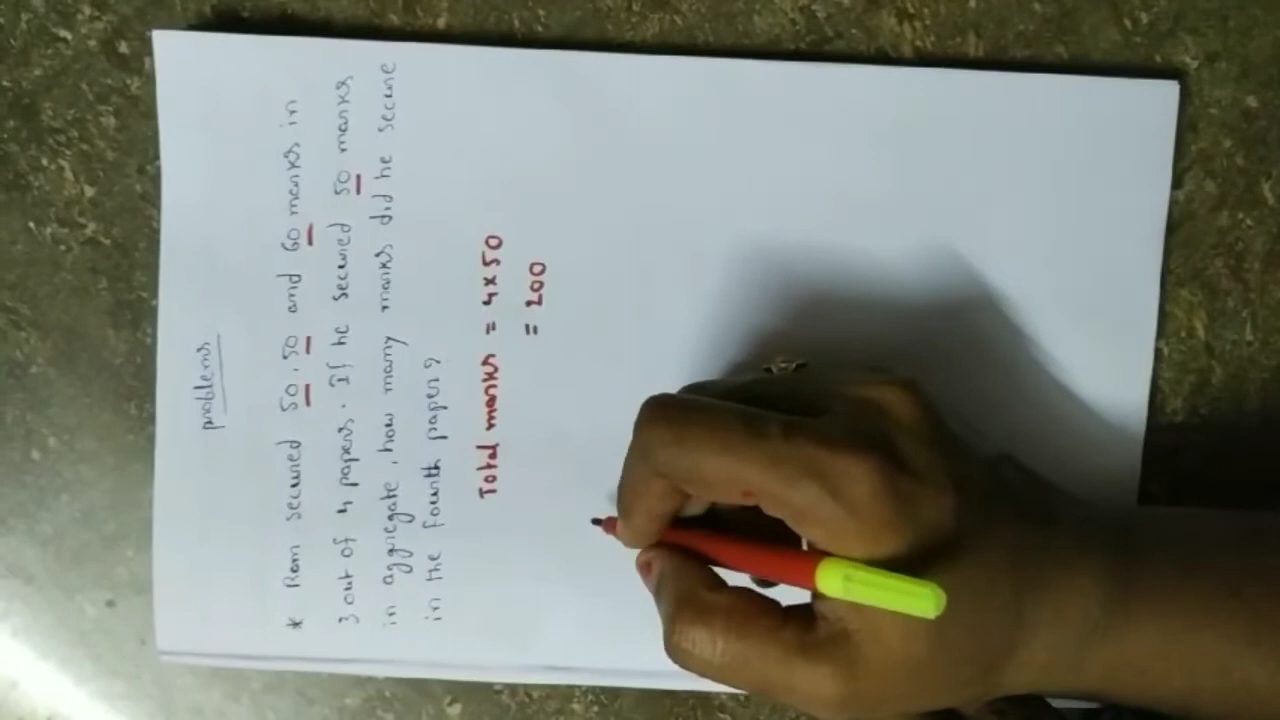 problems
* Ram secured 50, 50 and 60 marks in
3 out of 4 papers. If he secured 50 marks
in aggregate, how many marks did he secure
in the fourth paper?
Total marks = 4 x 50
= 200